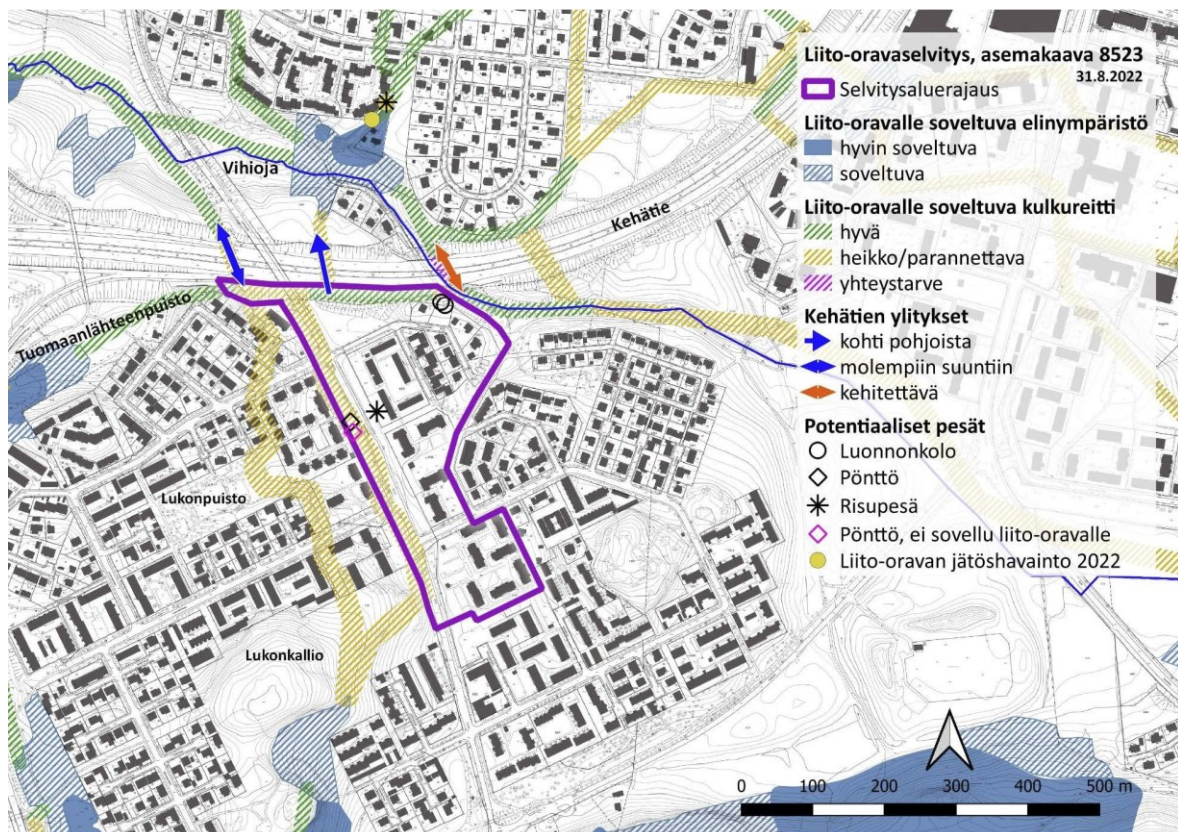 Liito-oravaselvitys, asemakaava 8523
31.8.2022
Selvitysaluerajaus
Liito-oravalle soveltuva elinympäristö
hyvin soveltuva
soveltuva
Liito-oravalle soveltuva kulkureitti
hyvä
heikko/parannettava
yhteystarve
Kehätien ylitykset
kohti pohjoista
molempiin suuntiin
kehitettävä
Potentiaaliset pesät
Luonnonkolo
Pönttö
Risupesä
Pönttö, ei sovellu liito-oravalle
Liito-oravan jätöshavainto 2022
Vihioja
Kehätie
Tuomaanlähteenpuisto
Lukonpuisto
Lukonkallio
0 100 200 300 400 500 m